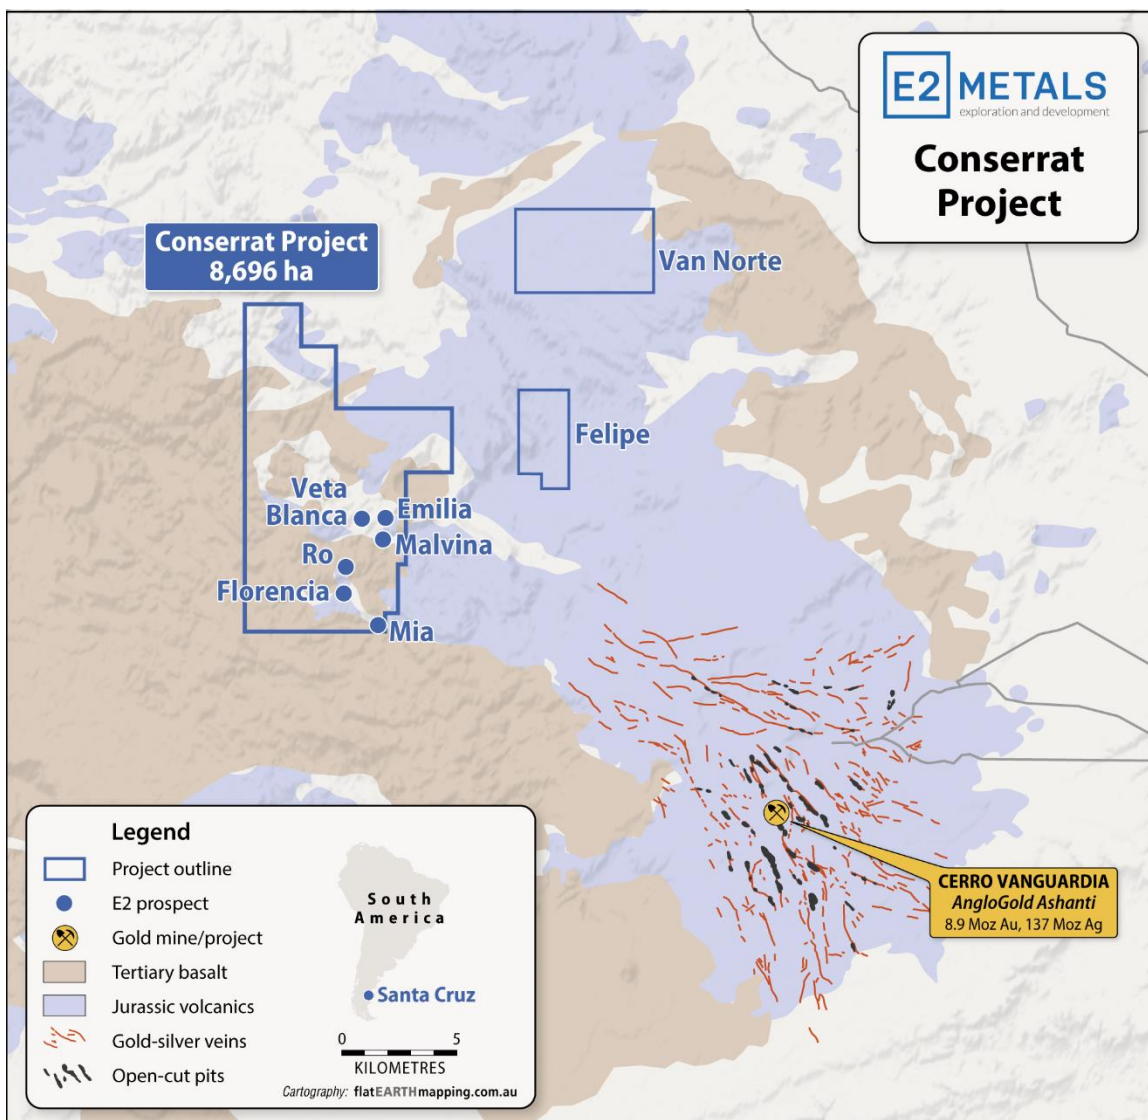 E2 METALS
exploration and development
Conserrat
Project
Conserrat Project
8,696 ha
Van Norte
Felipe
Veta
Blanca
Emilia
Malvina
Ro
Florencia
Mia
CERRO VANGUARDIA
AngloGold Ashanti
8.9 Moz Au, 137 Moz Ag
Legend
Project outline
E2 prospect
Gold mine/project
Tertiary basalt
Jurassic volcanics
Gold-silver veins
Open-cut pits
South
America
Santa Cruz
0 5
KILOMETRES
Cartography: flatEARTHmapping.com.au